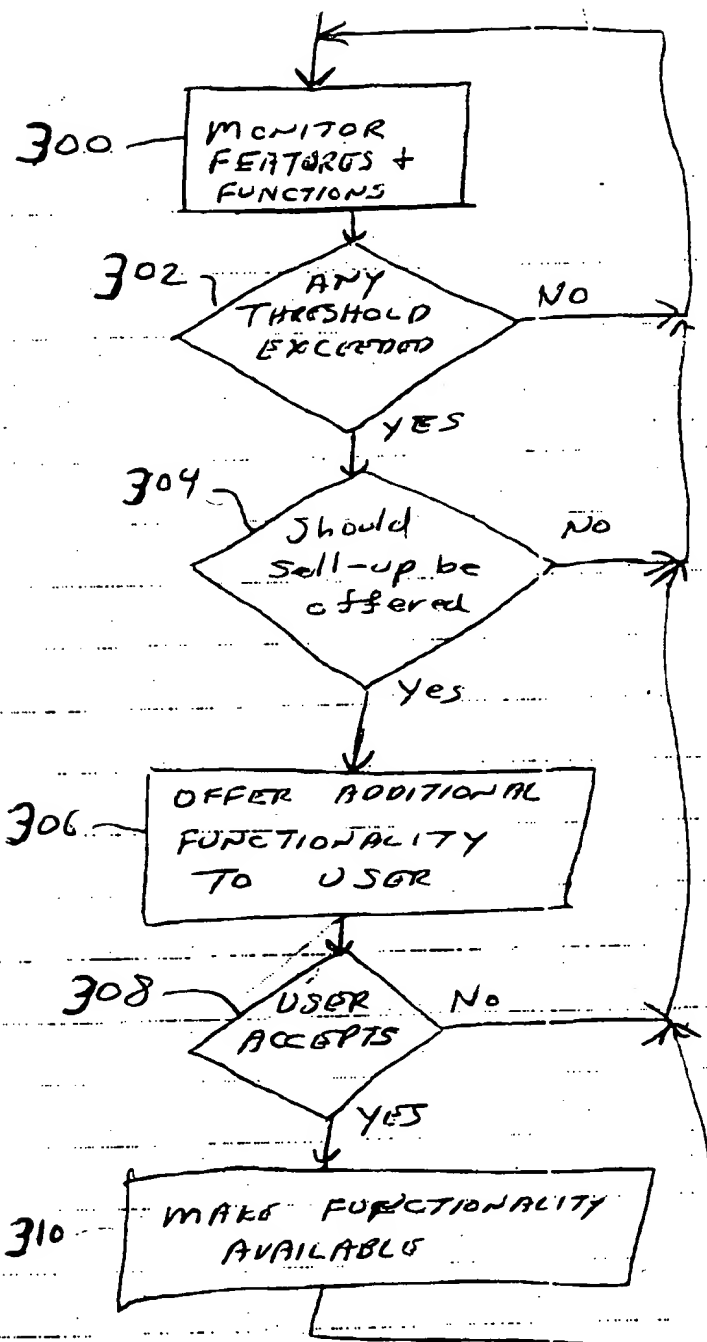 300
MONITOR
FEATURES +
FUNCTIONS
302
ANY
THRESHOLD
EXCEEDED
NO
YES
304
Should
Sell-up be
offered
NO
Yes
306
OFFER ADDITIONAL
FUNCTIONALITY
TO USER
308
USER
ACCEPTS
No
YES
310
MAKE FUNCTIONALITY
AVAILABLE